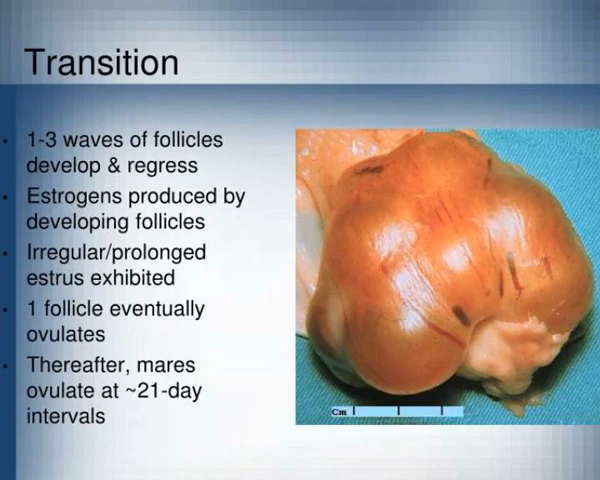 Transition
• 1-3 waves of follicles
develop & regress
• Estrogens produced by
developing follicles
• Irregular/prolonged
estrus exhibited
• 1 follicle eventually
ovulates
• Thereafter, mares
ovulate at ~21-day
intervals
Cm